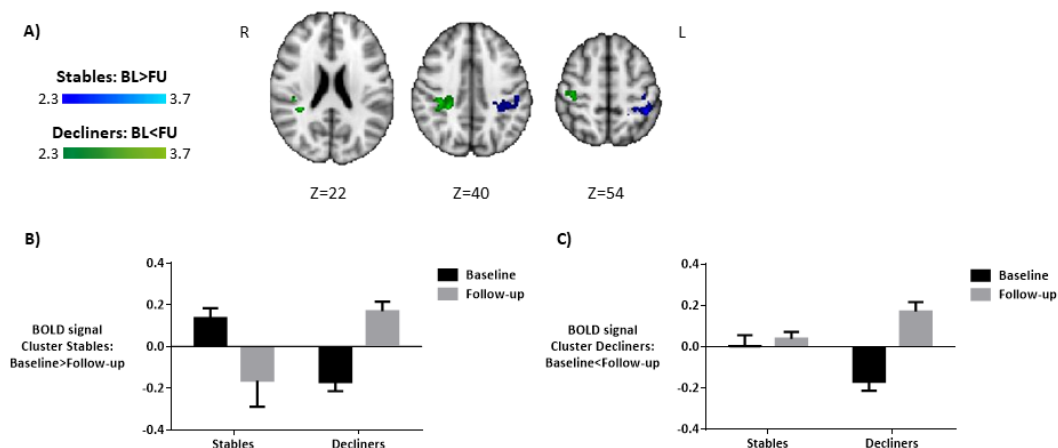 A)
R
L
Stables: BL>FU
2.3 3.7
Decliners: BL<FU
2.3 3.7
Z=22 Z=40 Z=54
B)
0.4
0.2
0.0
-0.2
-0.4
BOLD signal
Cluster Stables:
Baseline>Follow-up
Baseline
Follow-up
Stables Decliners
C)
0.4
0.2
0.0
-0.2
-0.4
BOLD signal
Cluster Decliners:
Baseline<Follow-up
Baseline
Follow-up
Stables Decliners